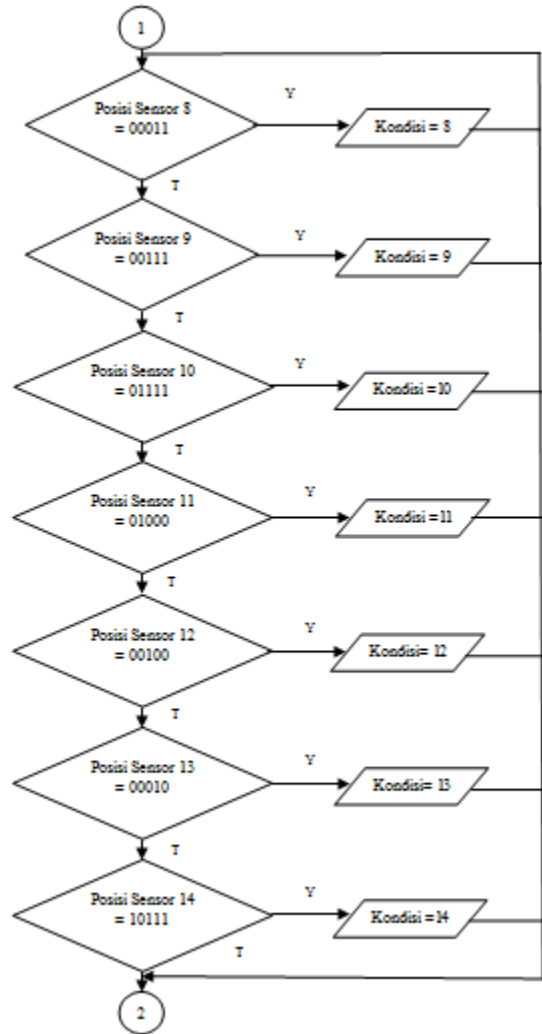 1
Posisi Sensor 8
= 00011
Y
Kondisi = 8
T
Posisi Sensor 9
= 00111
Y
Kondisi = 9
T
Posisi Sensor 10
= 01111
Y
Kondisi =10
T
Posisi Sensor 11
= 01000
Y
Kondisi =11
T
Posisi Sensor 12
= 00100
Y
Kondisi= 12
T
Posisi Sensor 13
= 00010
Y
Kondisi= 13
T
Posisi Sensor 14
= 10111
Y
Kondisi =14
T
2